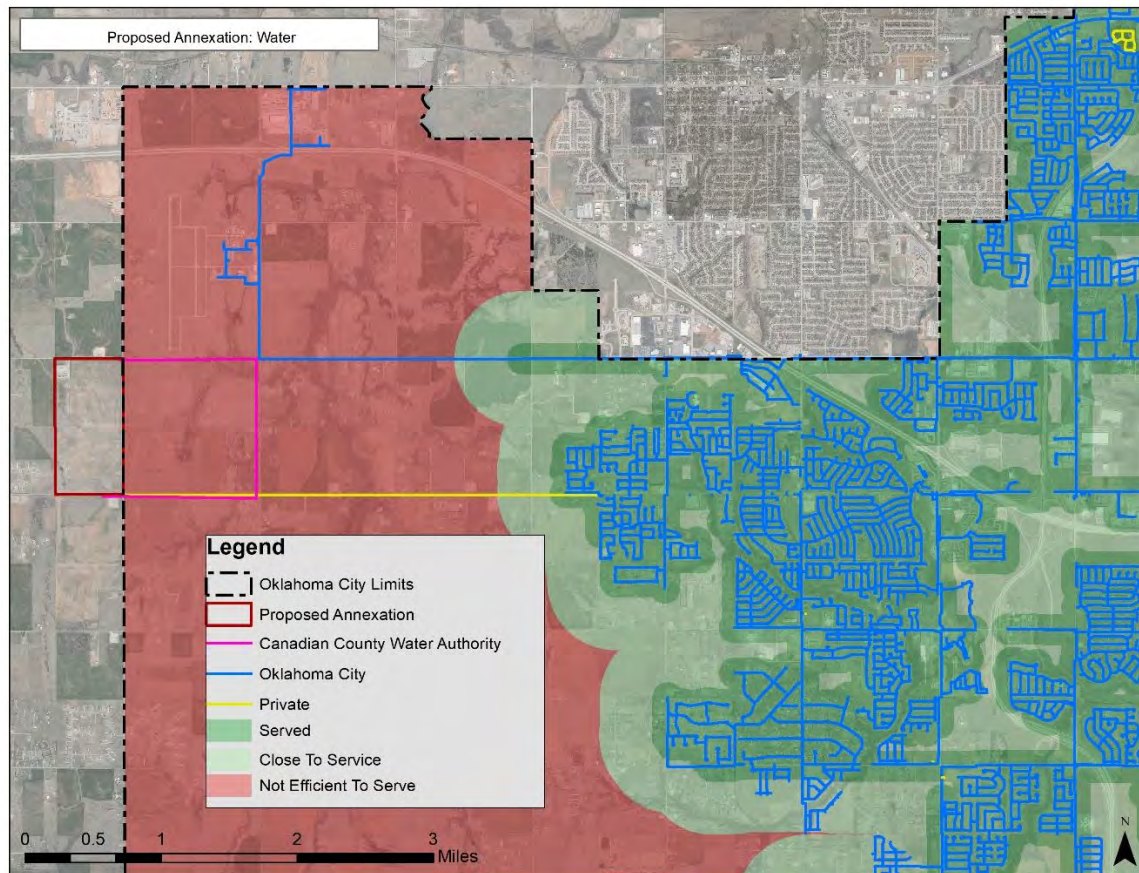 Proposed Annexation: Water
Legend
Oklahoma City Limits
Proposed Annexation
Canadian County Water Authority
Oklahoma City
Private
Served
Close To Service
Not Efficient To Serve
0 0.5 1 2 3
Miles
N